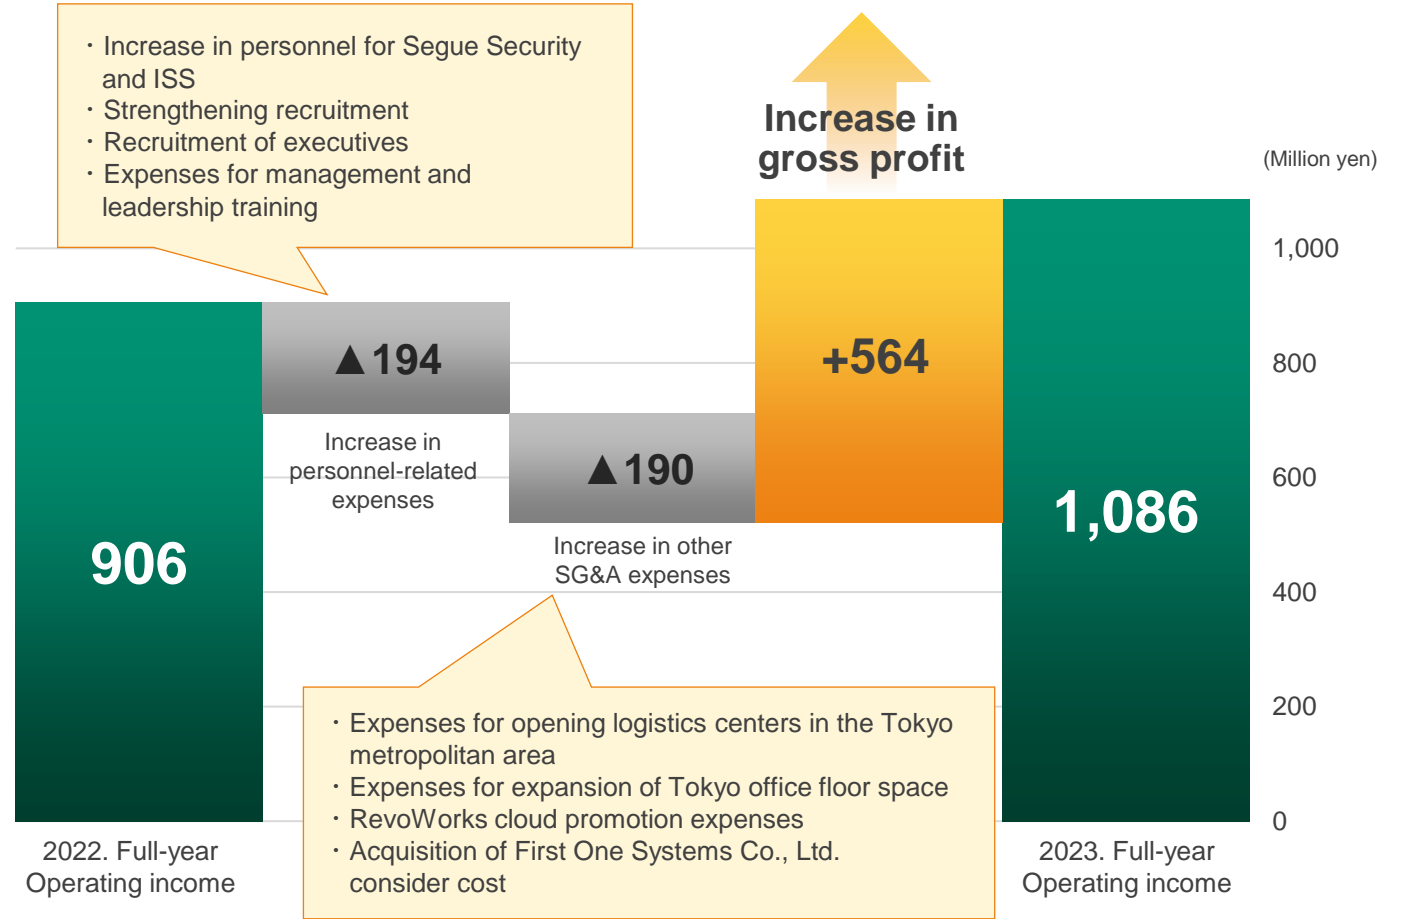 ・Increase in personnel for Segue Security
and ISS
・Strengthening recruitment
・Recruitment of executives
・Expenses for management and
leadership training
Increase in
gross profit
(Million yen)
1,000
800
600
400
200
0
906
▲194
Increase in
personnel-related
expenses
▲190
Increase in other
SG&A expenses
+564
1,086
・Expenses for opening logistics centers in the Tokyo
metropolitan area
・Expenses for expansion of Tokyo office floor space
・RevoWorks cloud promotion expenses
・Acquisition of First One Systems Co., Ltd.
consider cost
2022. Full-year
Operating income
2023. Full-year
Operating income